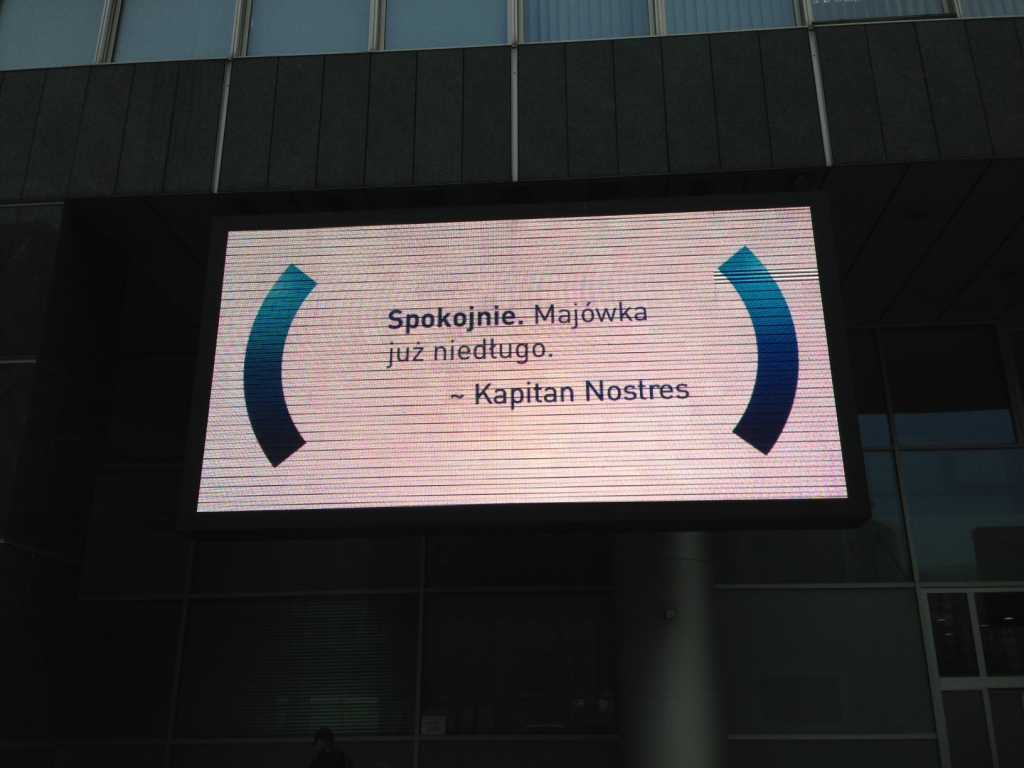 Spokojnie. Majówka
już niedługo.
~ Kapitan Nostres